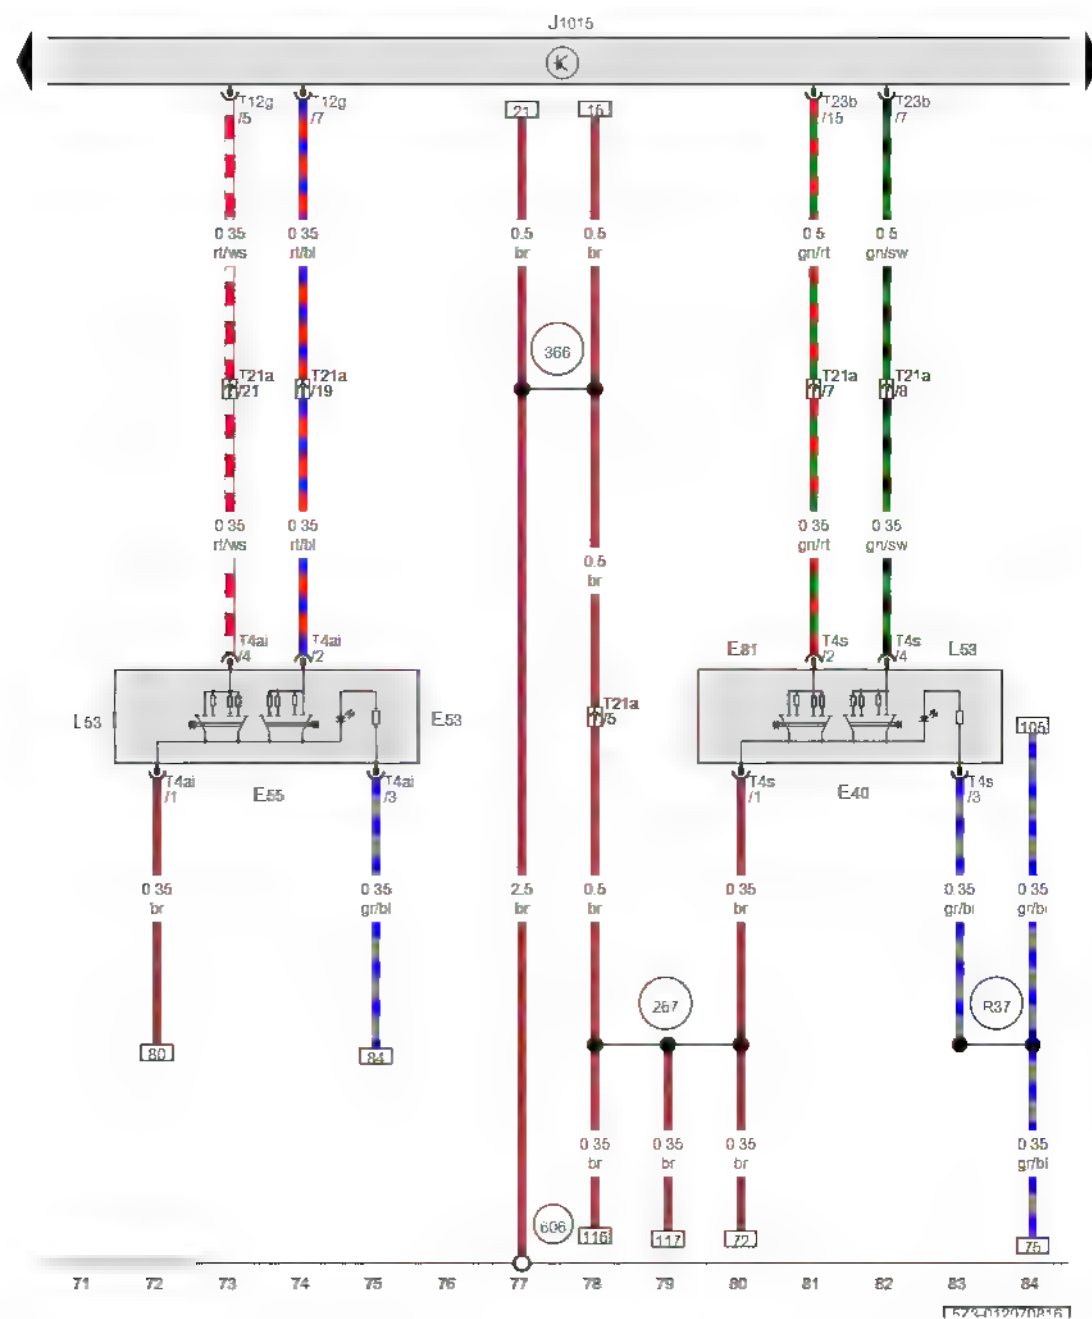 J1015
K
T12g
/5
T12g
/7
21
15
T23b
/15
T23b
/7
0.35
rt/ws
0.35
rt/bl
0.5
br
0.5
br
0.5
gn/rt
0.5
gn/sw
366
T21a
/21
T21a
/19
T21a
/7
T21a
/8
0.35
rt/ws
0.35
rt/bl
0.35
gn/rt
0.35
gn/sw
0.5
br
T4ai
/4
T4ai
/2
E81
T4s
/2
T4s
/4
L53
T21a
/5
L53
E53
105
T4ai
/1
E55
T4ai
/3
T4s
/1
E40
T4s
/3
0.35
br
0.35
gr/bl
2.5
br
0.5
br
0.35
br
0.35
gr/bl
0.35
gr/bl
267
R37
80
84
0.35
br
0.35
br
0.35
br
0.35
gr/bl
606
116
117
72
75
71 72 73 74 75 76 77 78 79 80 81 82 83 84